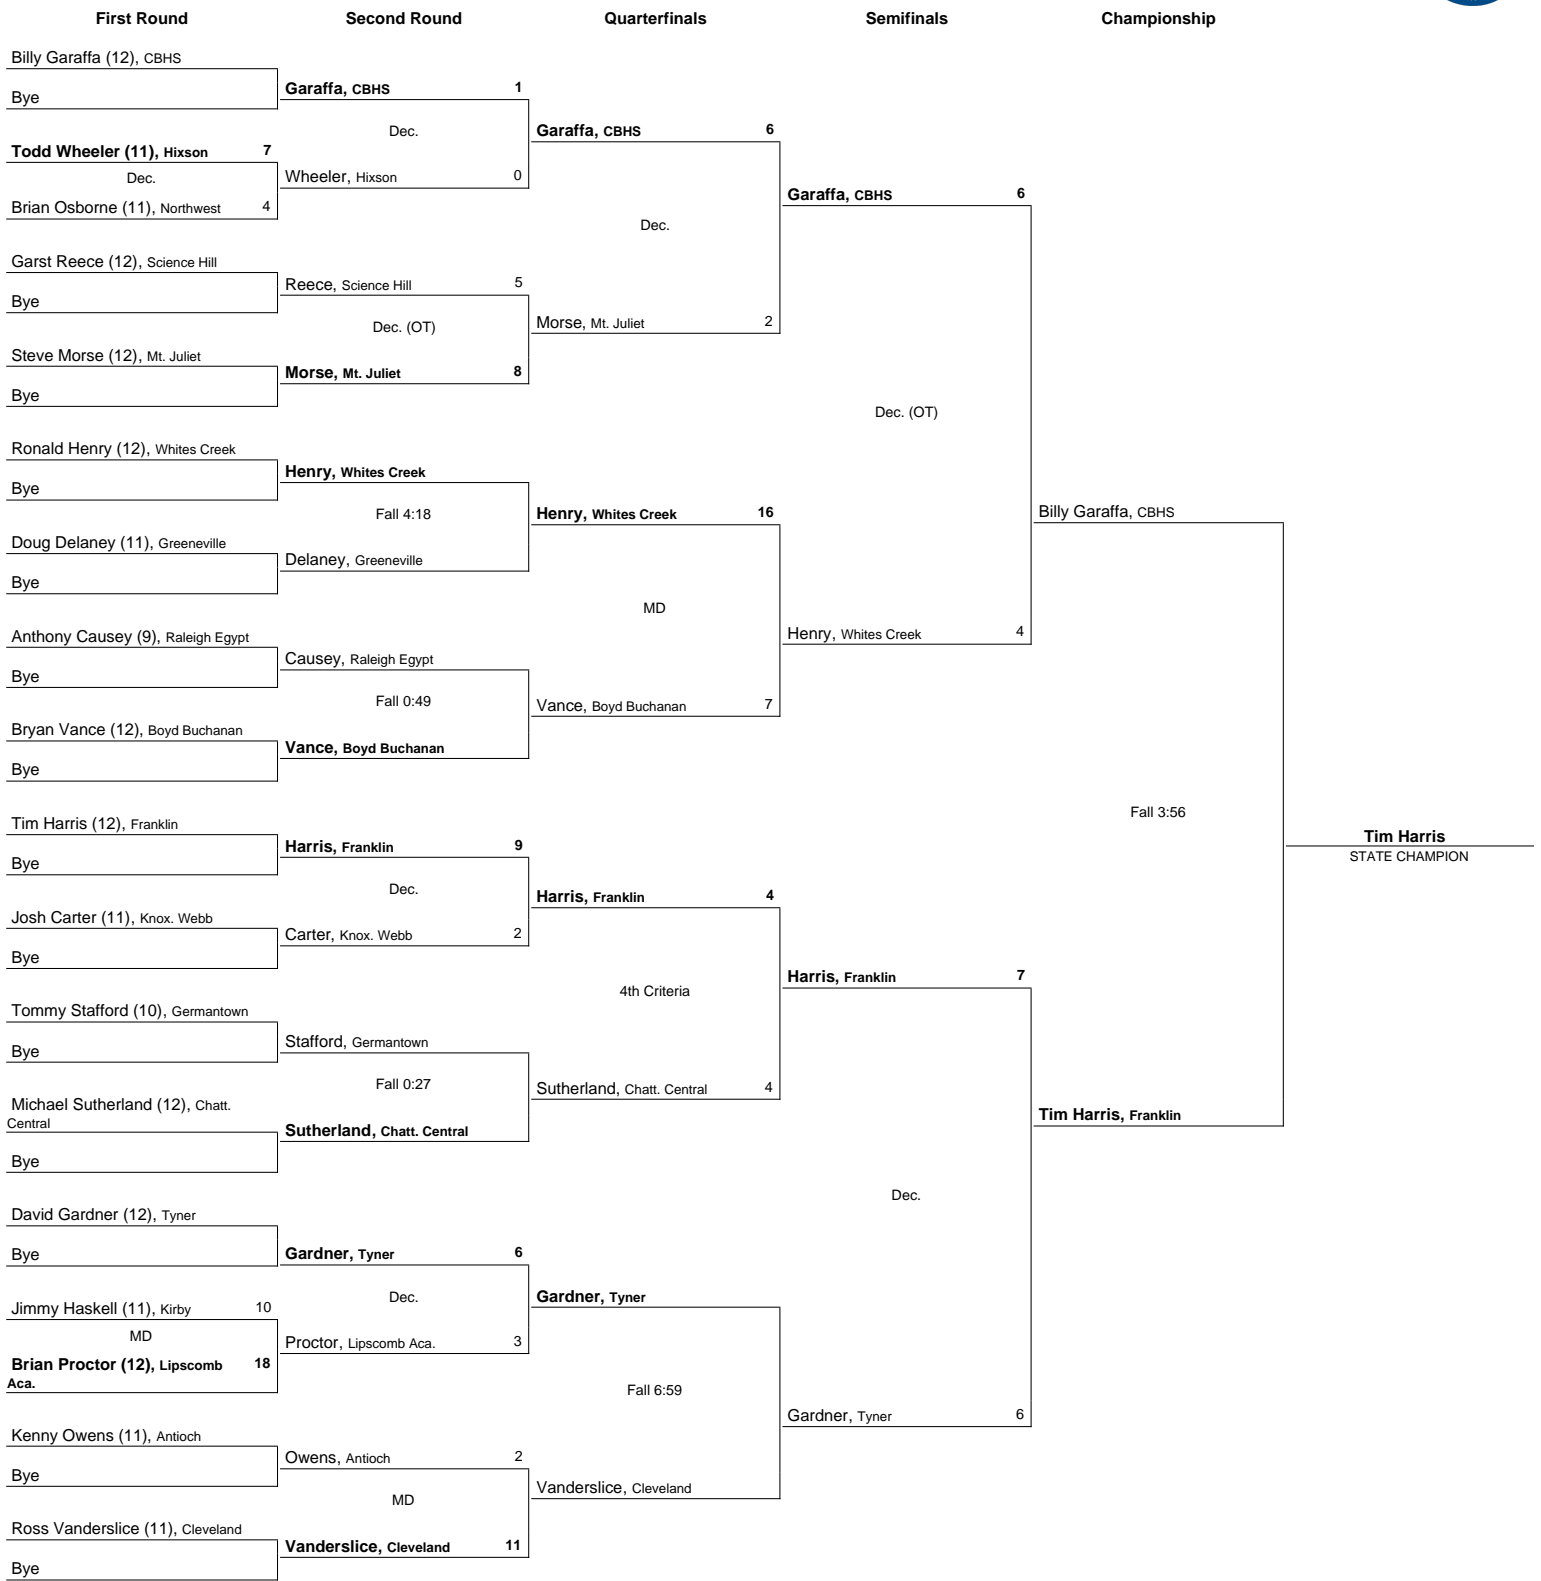 First Round Second Round Quarterfinals Semifinals Championship
Billy Garaffa (12), CBHS
Bye
Todd Wheeler (11), Hixson 7
Dec.
Brian Osborne (11), Northwest 4
Garst Reece (12), Science Hill
Bye
Steve Morse (12), Mt. Juliet
Bye
Ronald Henry (12), Whites Creek
Bye
Doug Delaney (11), Greeneville
Bye
Anthony Causey (9), Raleigh Egypt
Bye
Bryan Vance (12), Boyd Buchanan
Bye
Tim Harris (12), Franklin
Bye
Josh Carter (11), Knox. Webb
Bye
Tommy Stafford (10), Germantown
Bye
Michael Sutherland (12), Chatt.
Central
Bye
David Gardner (12), Tyner
Bye
Jimmy Haskell (11), Kirby 10
MD
Brian Proctor (12), Lipscomb 18
Aca.
Kenny Owens (11), Antioch
Bye
Ross Vanderslice (11), Cleveland
Bye
Garaffa, CBHS 1
Dec.
Wheeler, Hixson 0
Reece, Science Hill 5
Dec. (OT)
Morse, Mt. Juliet 8
Henry, Whites Creek
Fall 4:18
Delaney, Greeneville
Causey, Raleigh Egypt
Fall 0:49
Vance, Boyd Buchanan
Harris, Franklin 9
Dec.
Carter, Knox. Webb 2
Stafford, Germantown
Fall 0:27
Sutherland, Chatt. Central
Gardner, Tyner 6
Dec.
Proctor, Lipscomb Aca. 3
Owens, Antioch 2
MD
Vanderslice, Cleveland 11
Garaffa, CBHS 6
Dec.
Morse, Mt. Juliet 2
Henry, Whites Creek 16
MD
Vance, Boyd Buchanan 7
Harris, Franklin 4
4th Criteria
Sutherland, Chatt. Central 4
Gardner, Tyner
Fall 6:59
Vanderslice, Cleveland
Garaffa, CBHS 6
Dec. (OT)
Henry, Whites Creek 4
Harris, Franklin 7
Dec.
Gardner, Tyner 6
Billy Garaffa, CBHS
Fall 3:56
Tim Harris, Franklin
Tim Harris
STATE CHAMPION